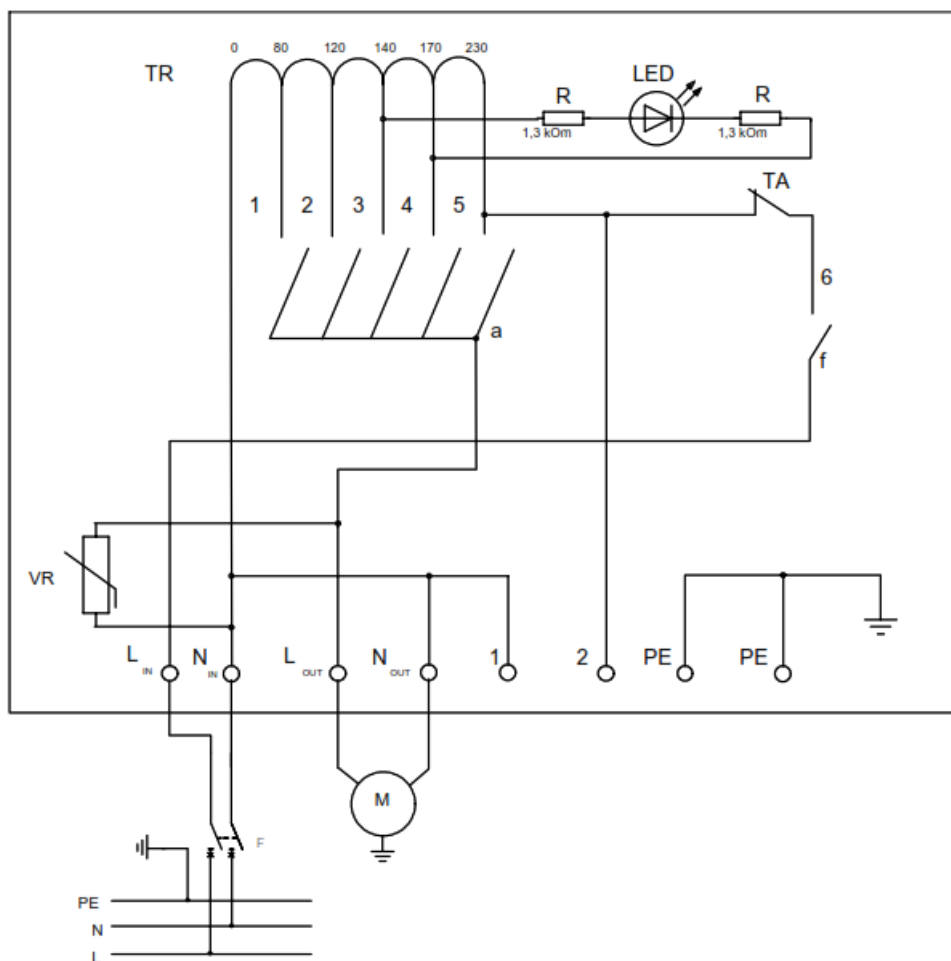 0 80 120 140 170 230
TR
LED
R R
1,3 kOm 1,3 kOm
TA
1 2 3 4 5
6
a
f
VR
L IN N IN L OUT N OUT 1 2 PE PE
M
F
PE
N
L